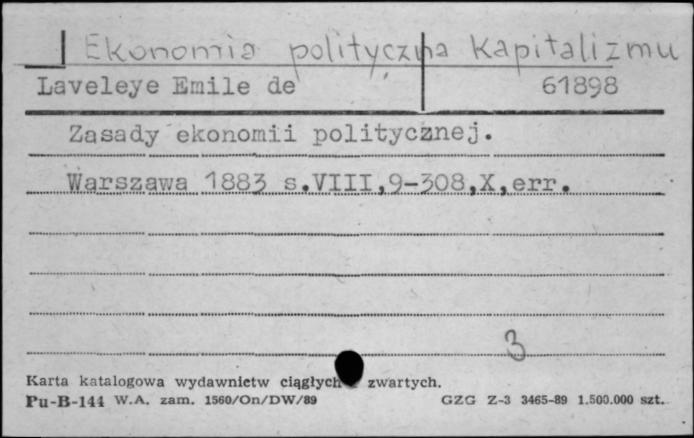 Ekonomia polityczna Kapitalizmu
Laveleye Emile de 61898
Zasady ekonomii politycznej.
Warszawa 1883 s.VIII,9-308,X,err.
3
Karta katalogowa wydawnictw ciągłych zwartych.
Pu-B-144 W.A. zam. 1560/On/DW/89 GZG Z-3 3465-89 1.500.000 szt.